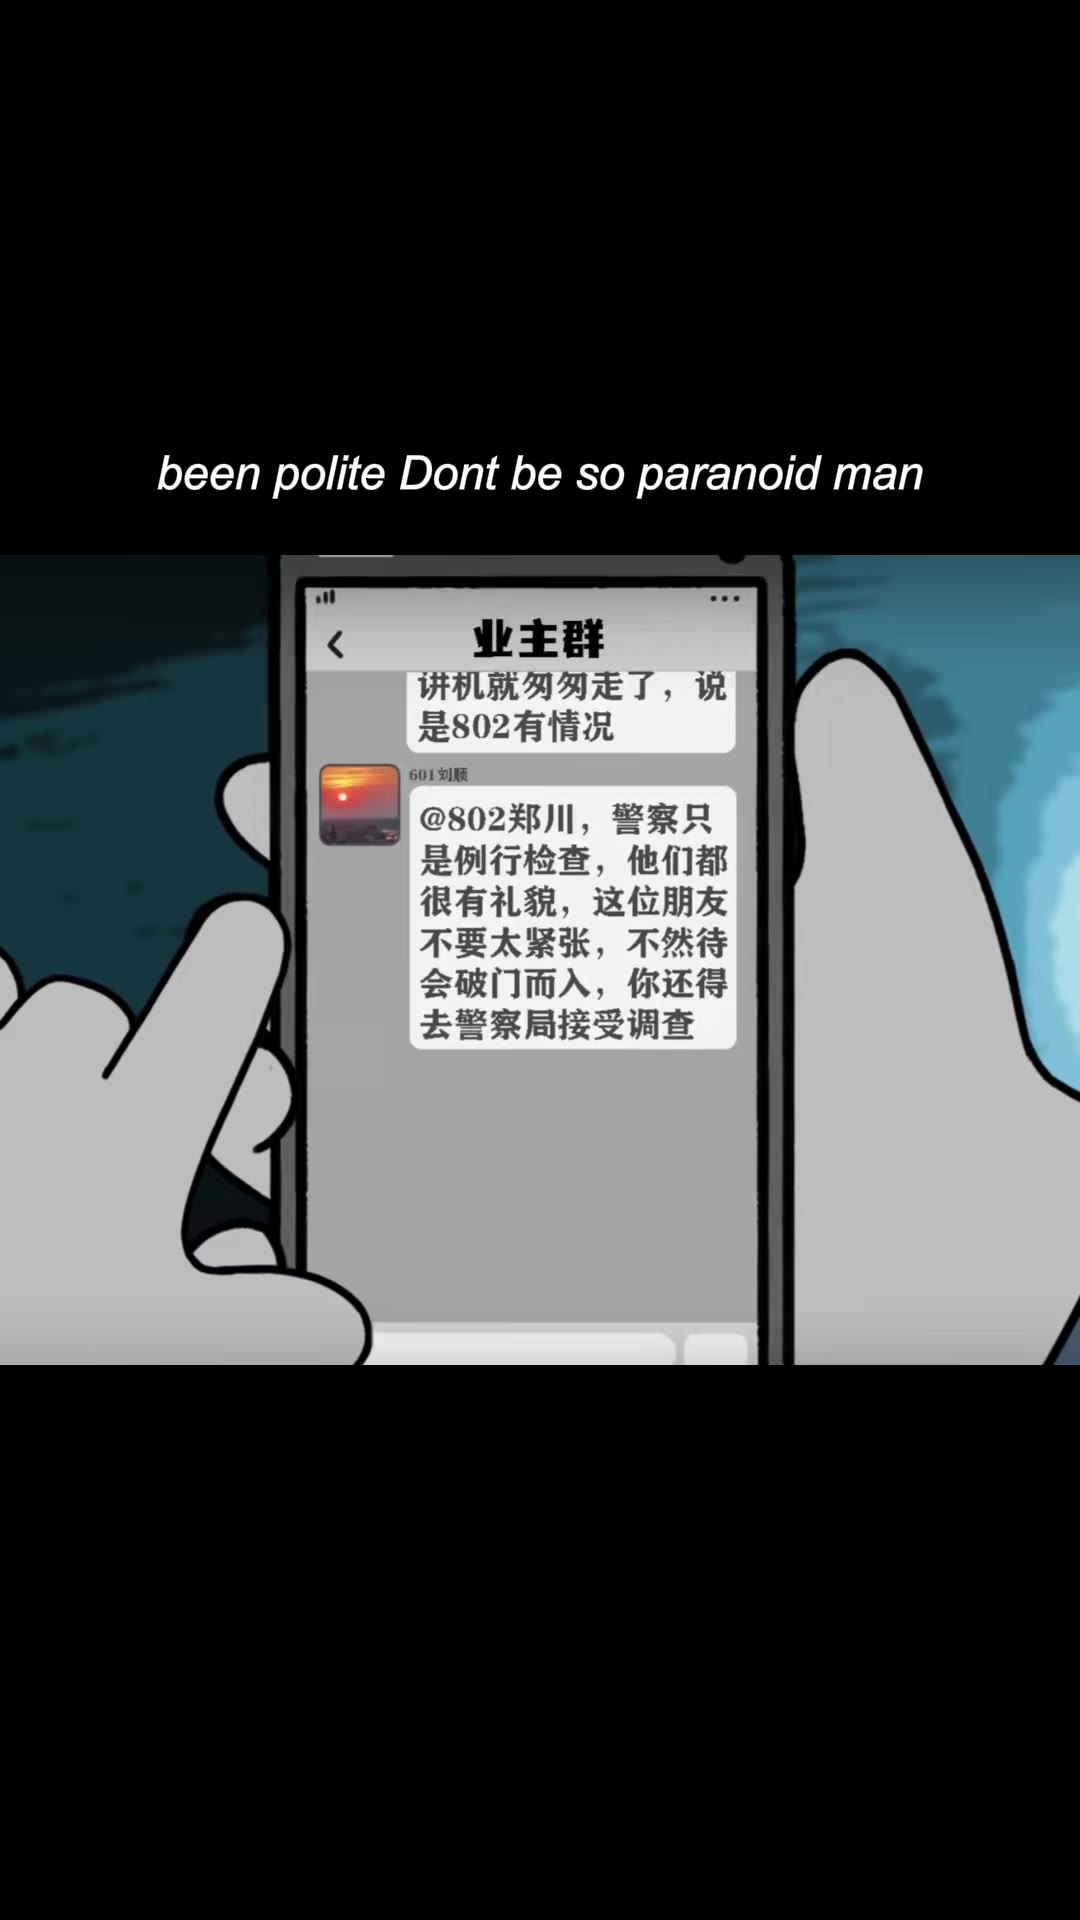 been polite Dont be so paranoid man
业主群
讲机就匆匆走了，说
是802有情况
601刘顺
@802郑川，警察只
是例行检查，他们都
很有礼貌，这位朋友
不要太紧张，不然待
会破门而入，你还得
去警察局接受调查